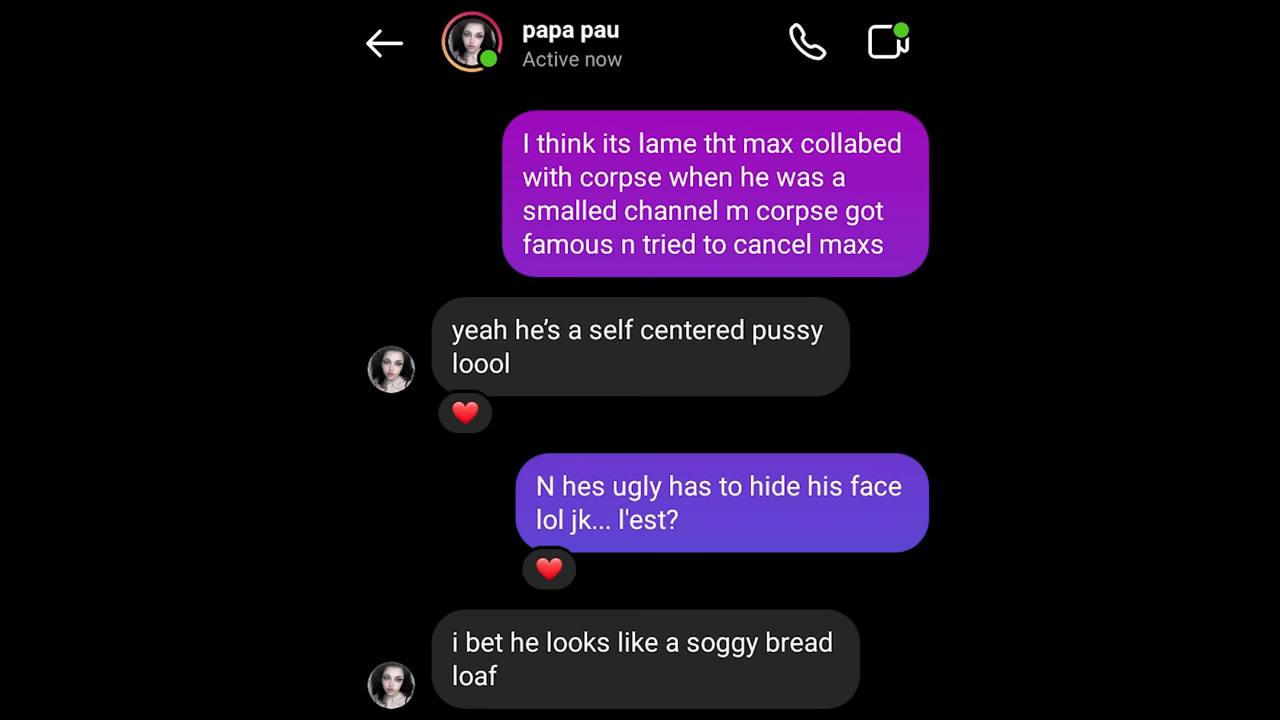 papa pau
Active now
I think its lame tht max collabed
with corpse when he was a
smalled channel m corpse got
famous n tried to cancel maxs
yeah he’s a self centered pussy
loool
N hes ugly has to hide his face
lol jk... l'est?
i bet he looks like a soggy bread
loaf